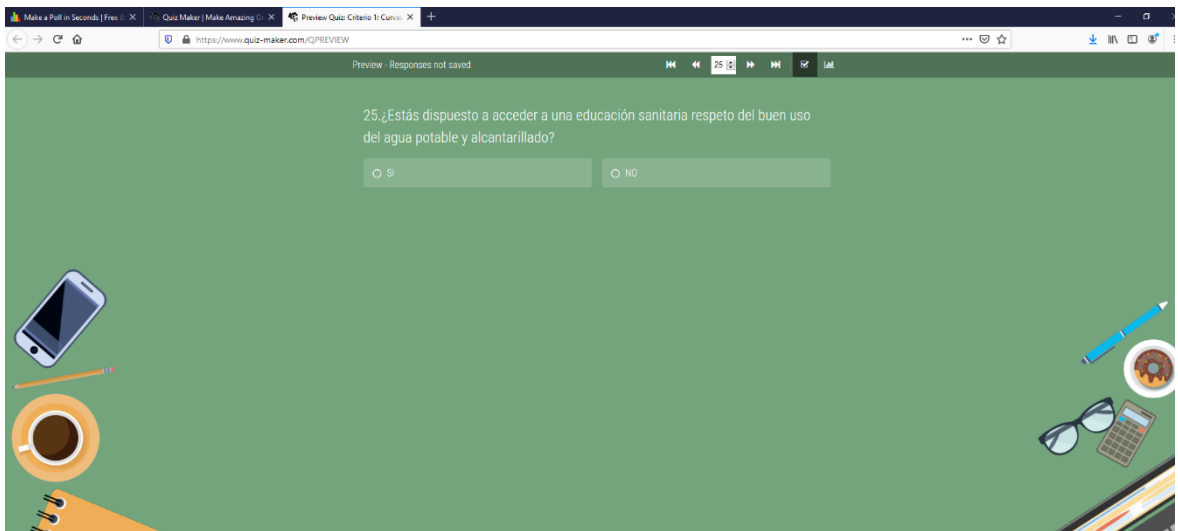 Make a Poll in Seconds | Free
Quiz Maker | Make Amazing
Preview Quiz: Criterio 1: Curvas
https://www.quiz-maker.com/QPREVIEW
Preview - Responses not saved
25
25.¿Estás dispuesto a acceder a una educación sanitaria respeto del buen uso
del agua potable y alcantarillado?
SI
NO